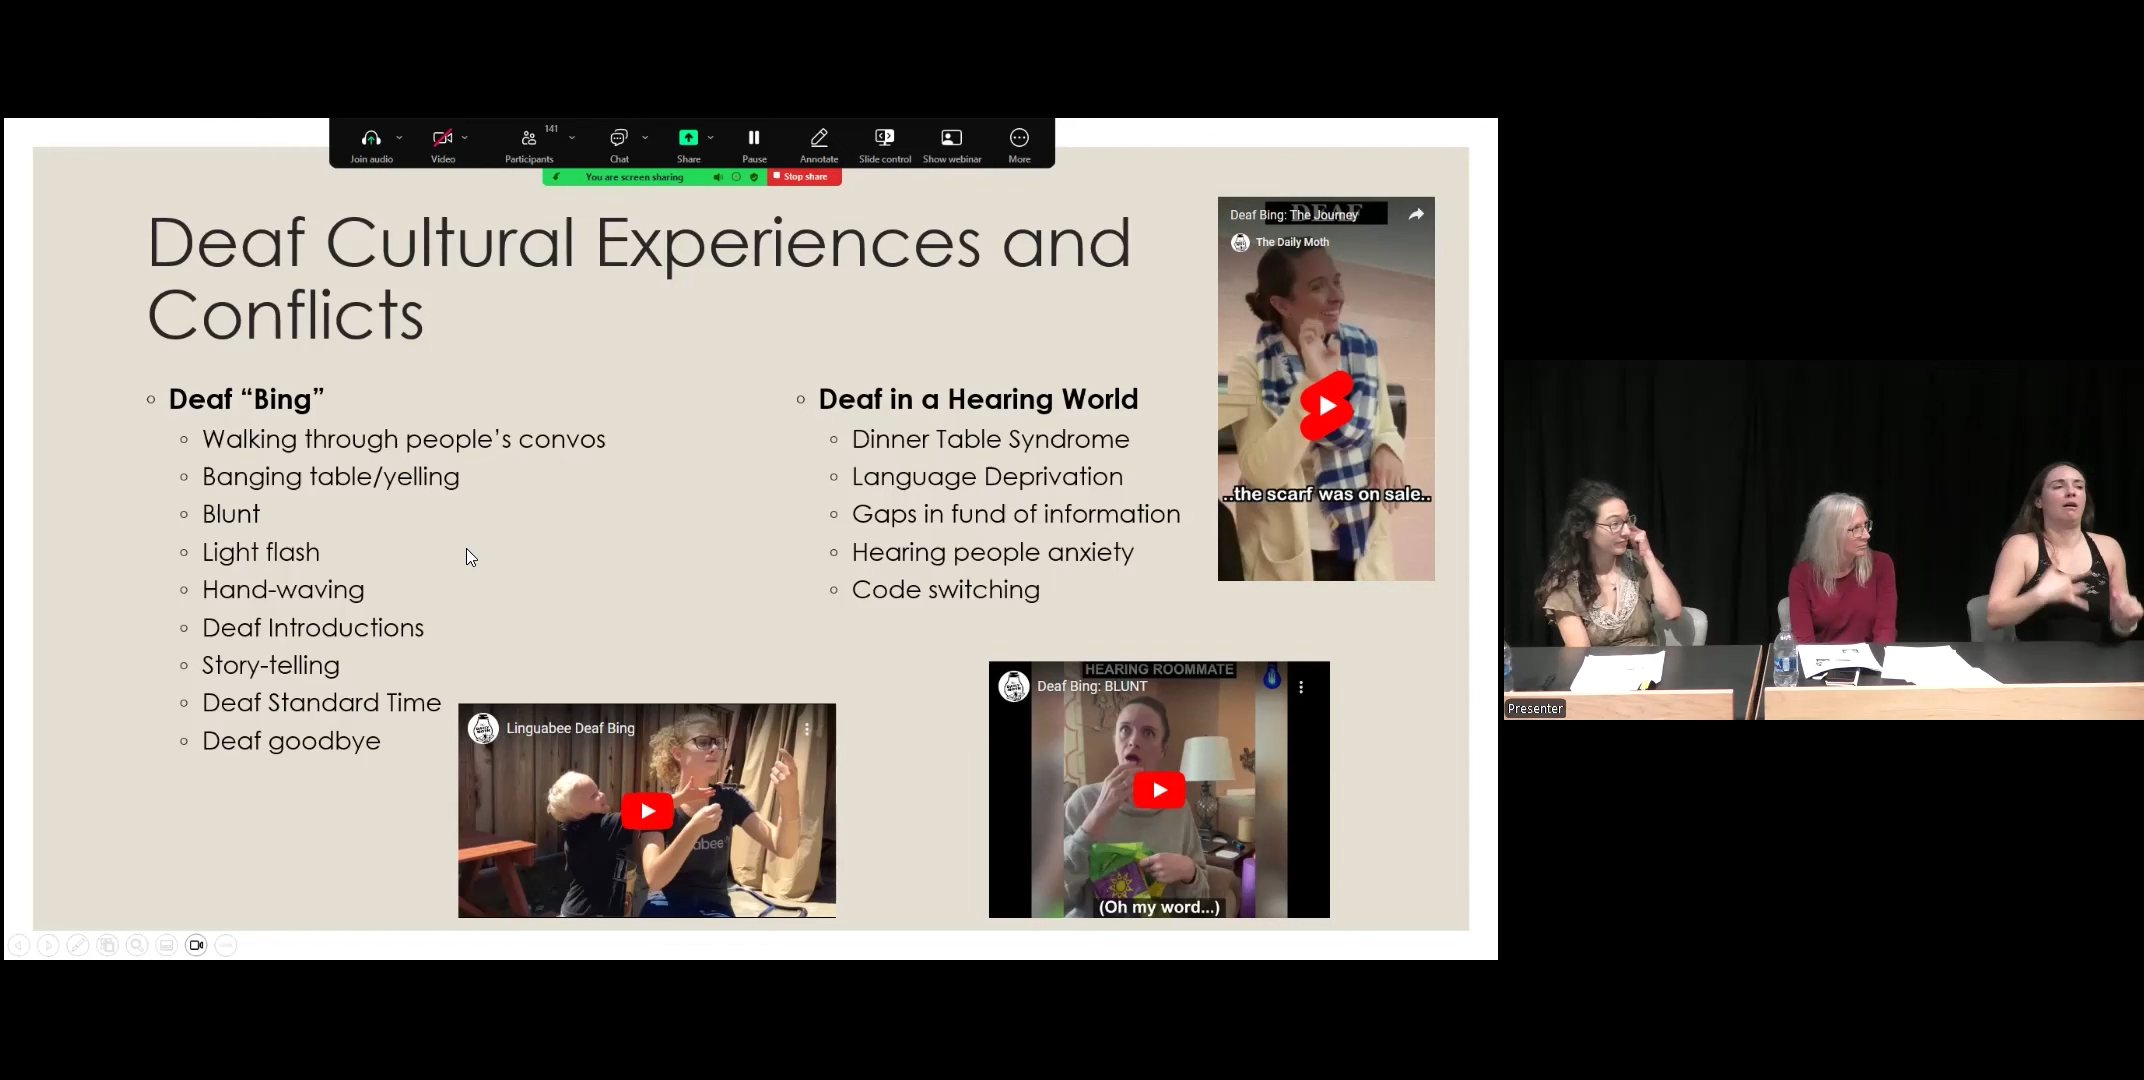 141
Join audio
Video
Participants
Chat
Share
Pause
Annotate
Slide control
Show webinar
More
You are screen sharing
Stop share
Deaf Cultural Experiences and
Conflicts
Deaf “Bing”
Walking through people’s convos
Banging table/yelling
Blunt
Light flash
Hand-waving
Deaf Introductions
Story-telling
Deaf Standard Time
Deaf goodbye
Deaf in a Hearing World
Dinner Table Syndrome
Language Deprivation
Gaps in fund of information
Hearing people anxiety
Code switching
DEAF
Deaf Bing: The Journey
The Daily Moth
..the scarf was on sale..
Linguabee Deaf Bing
HEARING ROOMMATE
Deaf Bing: BLUNT
(Oh my word...)
Presenter